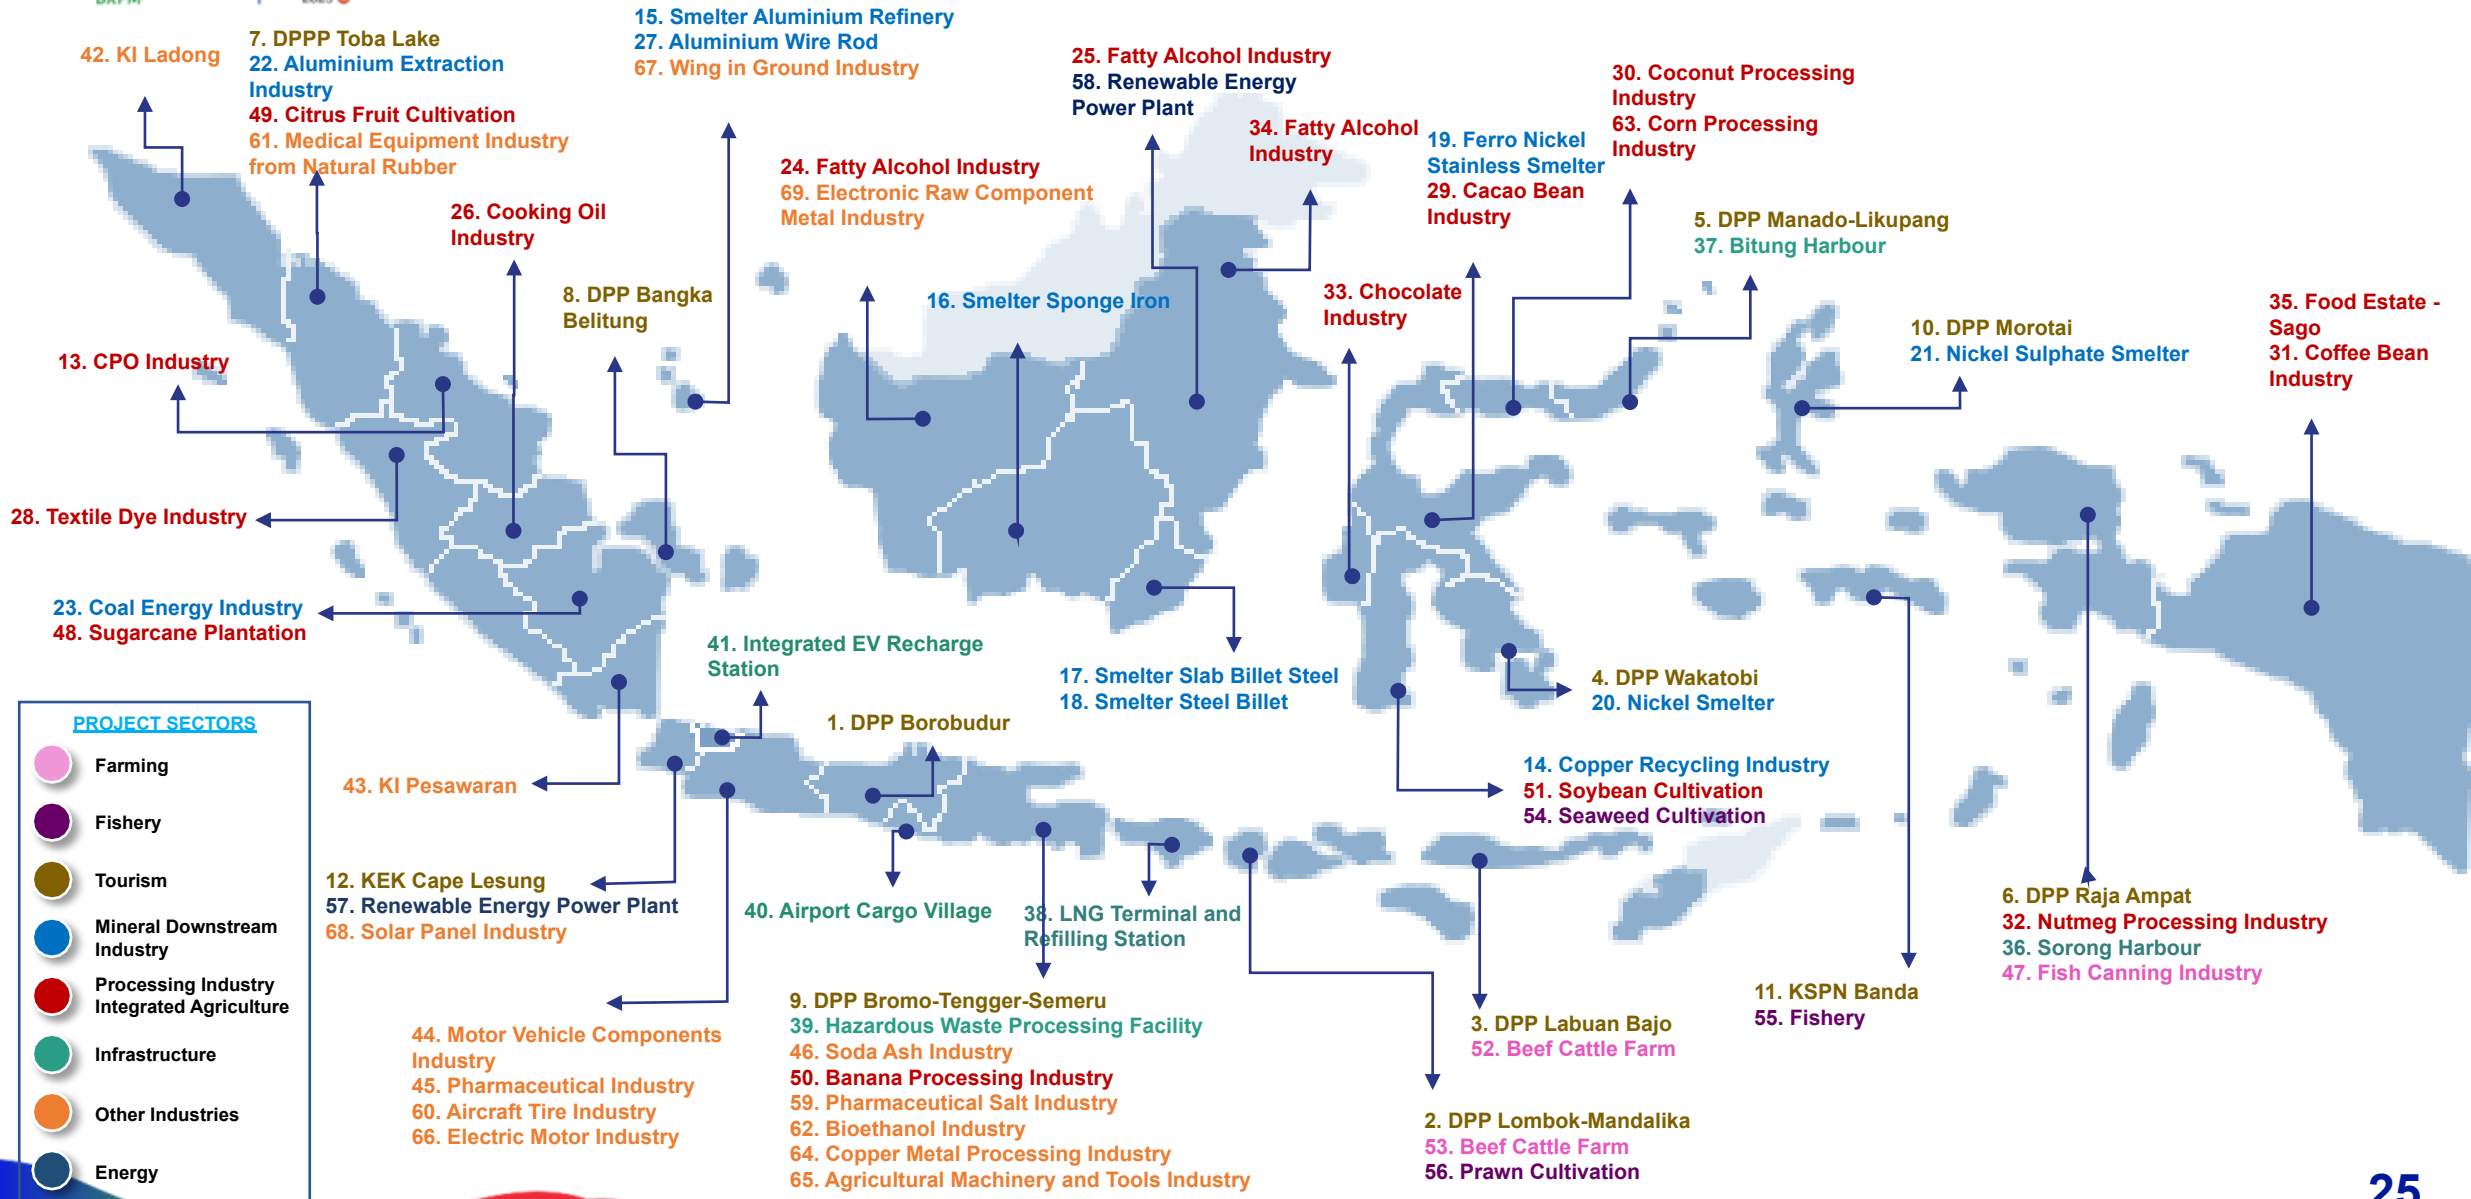 BKPM
2023
42. KI Ladong
7. DPPP Toba Lake
22. Aluminium Extraction
Industry
49. Citrus Fruit Cultivation
61. Medical Equipment Industry
from Natural Rubber
15. Smelter Aluminium Refinery
27. Aluminium Wire Rod
67. Wing in Ground Industry
25. Fatty Alcohol Industry
58. Renewable Energy
Power Plant
30. Coconut Processing
Industry
63. Corn Processing
Industry
34. Fatty Alcohol
Industry
19. Ferro Nickel
Stainless Smelter
29. Cacao Bean
Industry
24. Fatty Alcohol Industry
69. Electronic Raw Component
Metal Industry
26. Cooking Oil
Industry
5. DPP Manado-Likupang
37. Bitung Harbour
8. DPP Bangka
Belitung
16. Smelter Sponge Iron
33. Chocolate
Industry
10. DPP Morotai
21. Nickel Sulphate Smelter
35. Food Estate -
Sago
31. Coffee Bean
Industry
13. CPO Industry
28. Textile Dye Industry
23. Coal Energy Industry
48. Sugarcane Plantation
41. Integrated EV Recharge
Station
17. Smelter Slab Billet Steel
18. Smelter Steel Billet
4. DPP Wakatobi
20. Nickel Smelter
1. DPP Borobudur
43. KI Pesawaran
14. Copper Recycling Industry
51. Soybean Cultivation
54. Seaweed Cultivation
12. KEK Cape Lesung
57. Renewable Energy Power Plant
68. Solar Panel Industry
40. Airport Cargo Village
38. LNG Terminal and
Refilling Station
6. DPP Raja Ampat
32. Nutmeg Processing Industry
36. Sorong Harbour
47. Fish Canning Industry
11. KSPN Banda
55. Fishery
3. DPP Labuan Bajo
52. Beef Cattle Farm
44. Motor Vehicle Components
Industry
45. Pharmaceutical Industry
60. Aircraft Tire Industry
66. Electric Motor Industry
9. DPP Bromo-Tengger-Semeru
39. Hazardous Waste Processing Facility
46. Soda Ash Industry
50. Banana Processing Industry
59. Pharmaceutical Salt Industry
62. Bioethanol Industry
64. Copper Metal Processing Industry
65. Agricultural Machinery and Tools Industry
2. DPP Lombok-Mandalika
53. Beef Cattle Farm
56. Prawn Cultivation
PROJECT SECTORS
Farming
Fishery
Tourism
Mineral Downstream
Industry
Processing Industry
Integrated Agriculture
Infrastructure
Other Industries
Energy
25